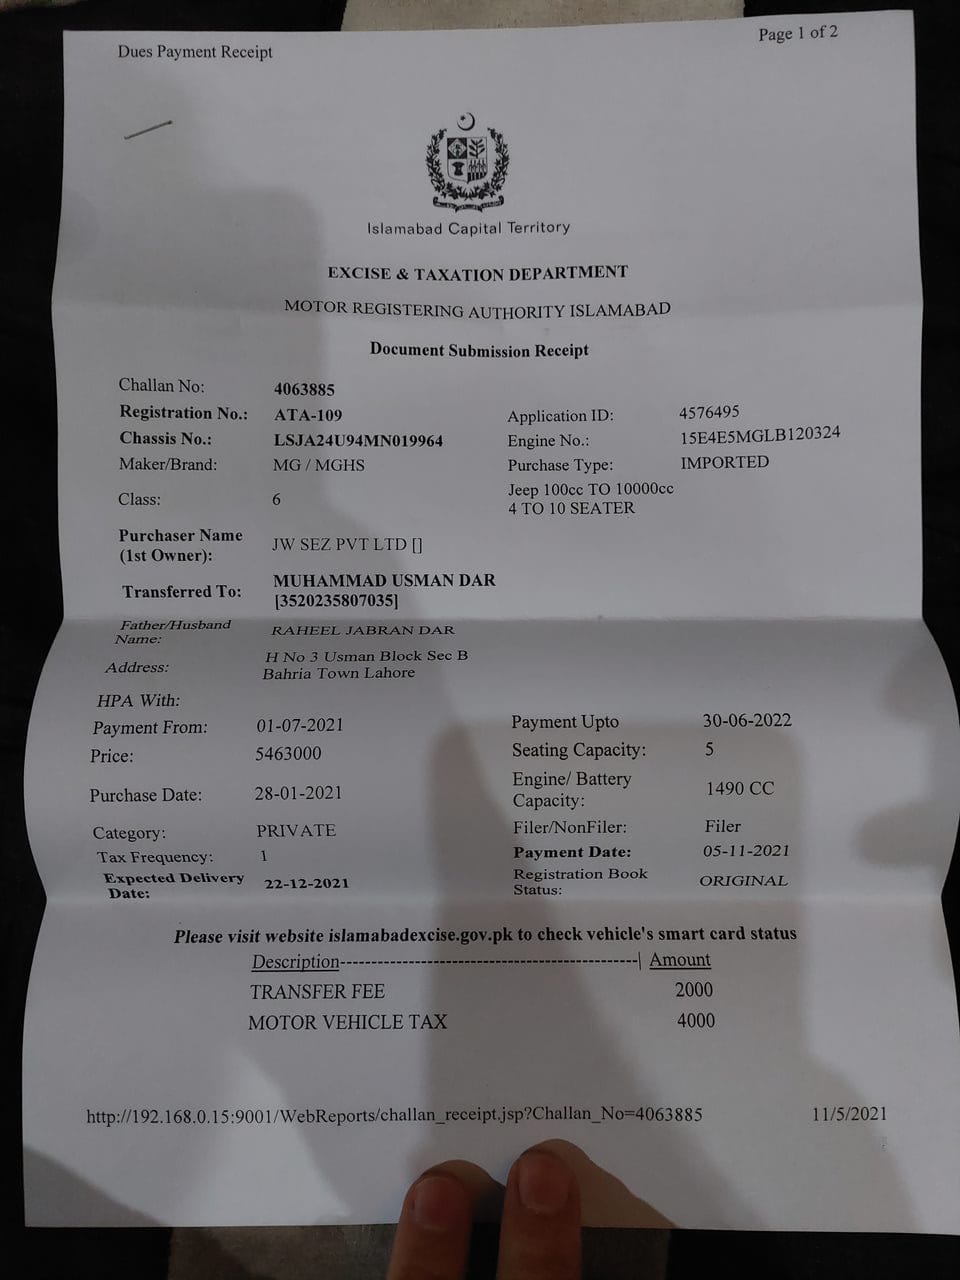 Dues Payment Receipt
Page 1 of 2
Islamabad Capital Territory
EXCISE & TAXATION DEPARTMENT
MOTOR REGISTERING AUTHORITY ISLAMABAD
Document Submission Receipt
Challan No: 4063885
Registration No.: ATA-109 Application ID: 4576495
Chassis No.: LSJA24U94MN019964 Engine No.: 15E4E5MGLB120324
Maker/Brand: MG / MGHS Purchase Type: IMPORTED
Class: 6 Jeep 100cc TO 10000cc
4 TO 10 SEATER
Purchaser Name
(1st Owner): JW SEZ PVT LTD []
Transferred To: MUHAMMAD USMAN DAR
[3520235807035]
Father/Husband
Name: RAHEEL JABRAN DAR
Address: H No 3 Usman Block Sec B
Bahria Town Lahore
HPA With:
Payment From: 01-07-2021 Payment Upto 30-06-2022
Price: 5463000 Seating Capacity: 5
Purchase Date: 28-01-2021 Engine/ Battery
Capacity: 1490 CC
Category: PRIVATE Filer/NonFiler: Filer
Tax Frequency: 1 Payment Date: 05-11-2021
Expected Delivery
Date: 22-12-2021 Registration Book
Status: ORIGINAL
Please visit website islamabadexcise.gov.pk to check vehicle's smart card status
Description------------------------------------------------| Amount
TRANSFER FEE 2000
MOTOR VEHICLE TAX 4000
http://192.168.0.15:9001/WebReports/challan_receipt.jsp?Challan_No=4063885 11/5/2021